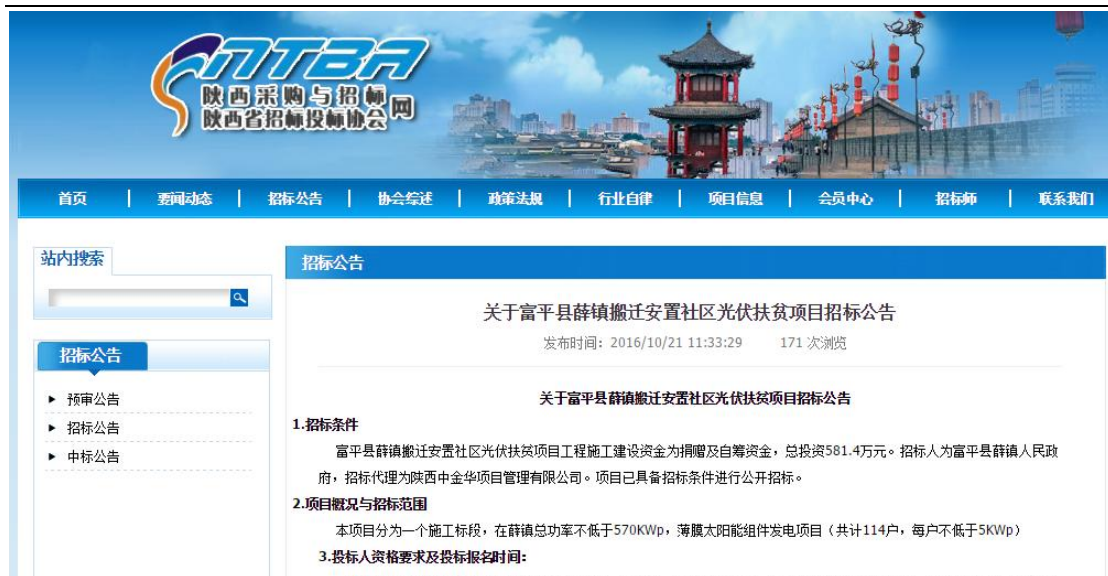 SNTBA
陕西采购与招标网
陕西省招标投标协会
首页
要闻动态
招标公告
协会综述
政策法规
行业自律
项目信息
会员中心
招标师
联系我们
站内搜索
招标公告
预审公告
招标公告
中标公告
招标公告
关于富平县薛镇搬迁安置社区光伏扶贫项目招标公告
发布时间：2016/10/21 11:33:29 171 次浏览
关于富平县薛镇搬迁安置社区光伏扶贫项目招标公告
1.招标条件
富平县薛镇搬迁安置社区光伏扶贫项目工程施工建设资金为捐赠及自筹资金，总投资581.4万元。招标人为富平县薛镇人民政
府，招标代理为陕西中金华项目管理有限公司。项目已具备招标条件进行公开招标。
2.项目概况与招标范围
本项目分为一个施工标段，在薛镇总功率不低于570KWp，薄膜太阳能组件发电项目（共计114户，每户不低于5KWp）
3.投标人资格要求及投标报名时间：